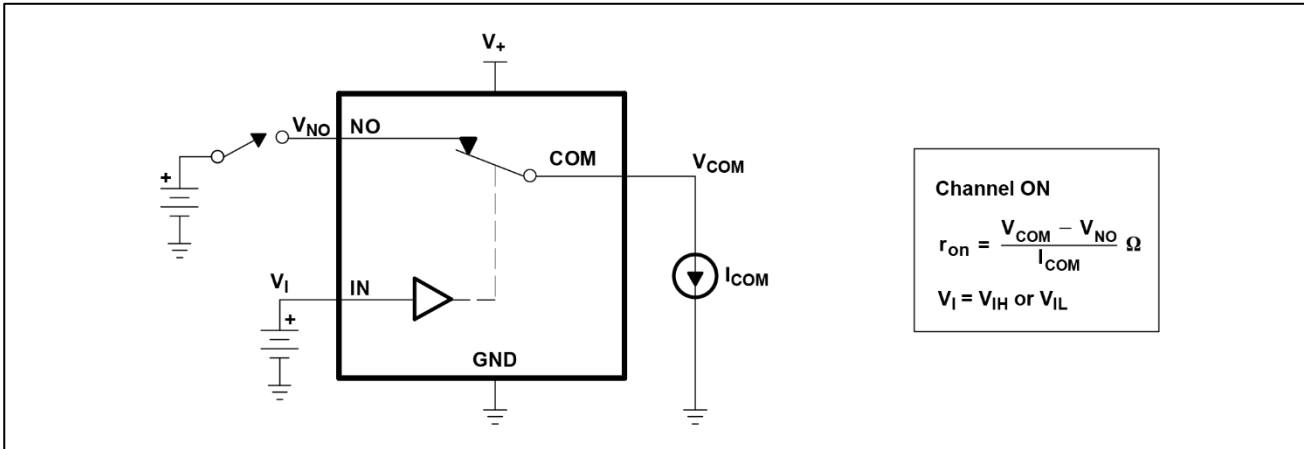 V+
VNO NO
COM VCOM
+
ICOM
VI IN
+
GND
Channel ON
ron = VCOM − VNO / ICOM Ω
VI = VIH or VIL